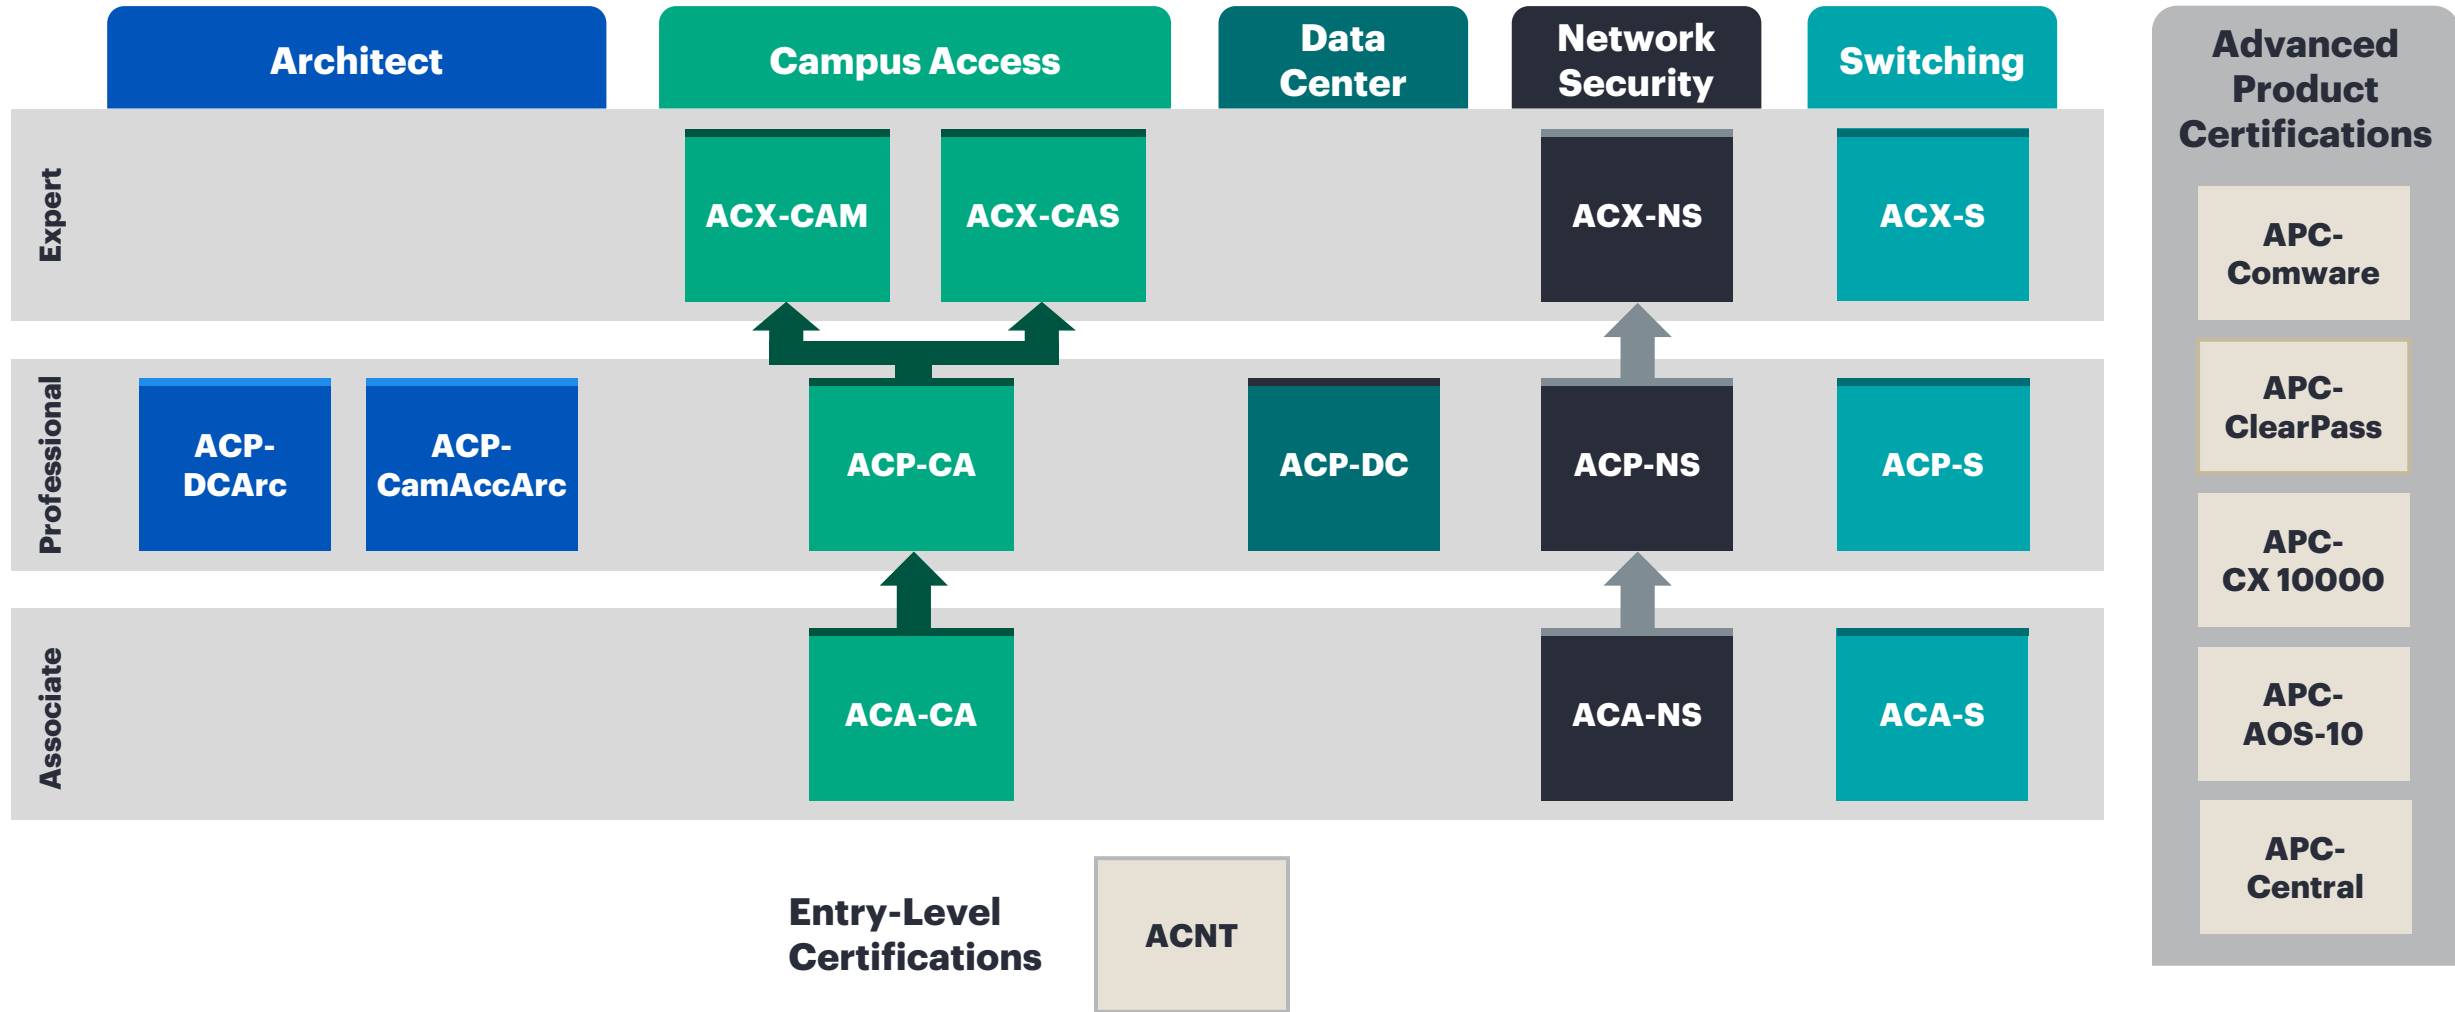 Architect
Campus Access
Data
Center
Network
Security
Switching
Advanced
Product
Certifications
Expert
ACX-CAM
ACX-CAS
ACX-NS
ACX-S
Professional
ACP-
DCArc
ACP-
CamAccArc
ACP-CA
ACP-DC
ACP-NS
ACP-S
Associate
ACA-CA
ACA-NS
ACA-S
APC-
Comware
APC-
ClearPass
APC-
CX 10000
APC-
AOS-10
APC-
Central
Entry-Level
Certifications
ACNT